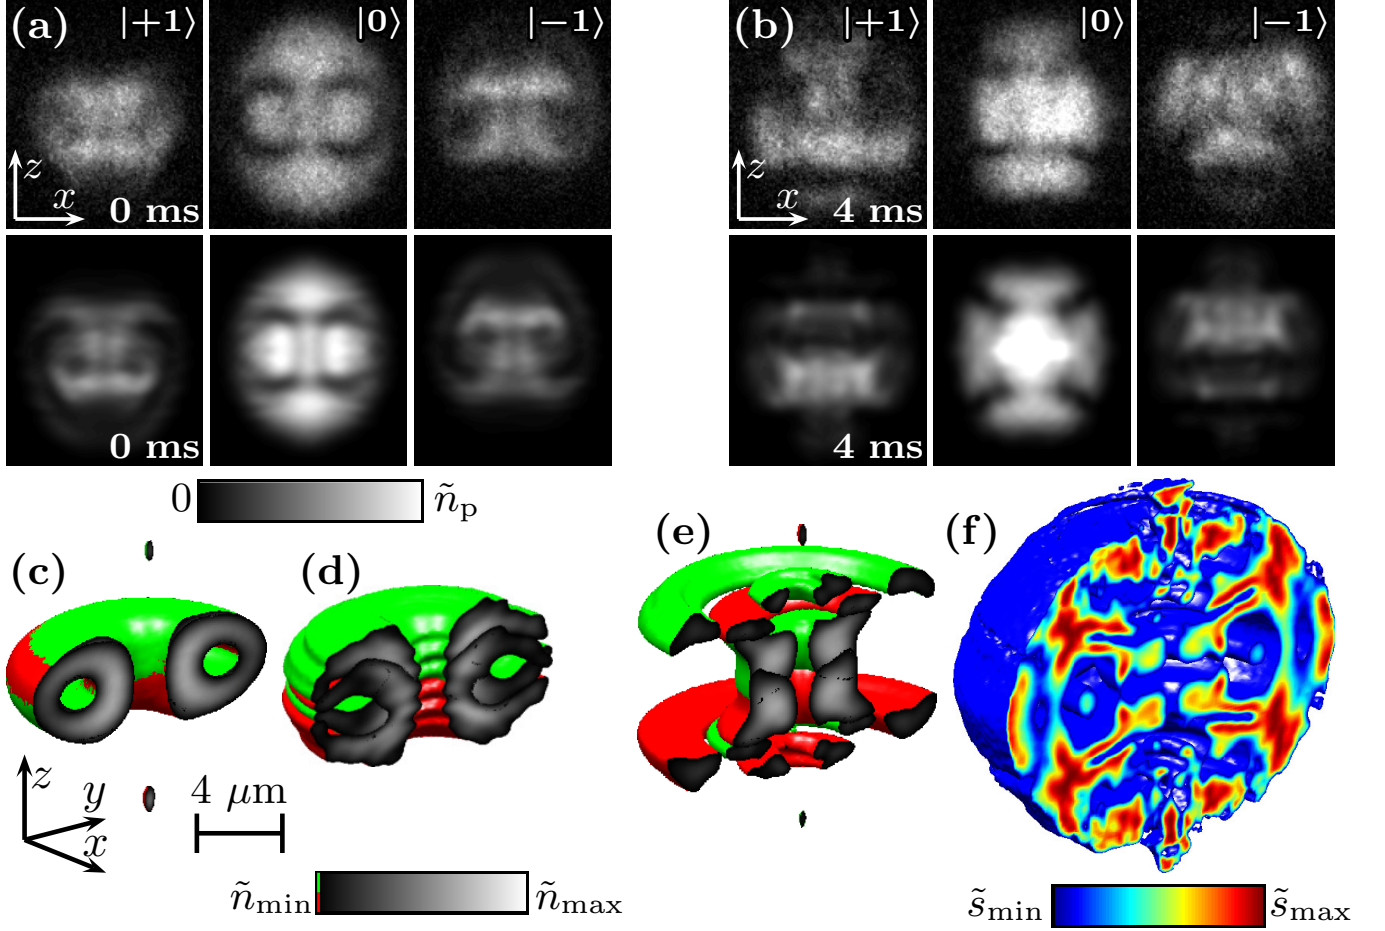 (a) |+1⟩ |0⟩ |−1⟩
z
x
0 ms
0 ms
(b) |+1⟩ |0⟩ |−1⟩
z
x
4 ms
4 ms
0 ñp
(c)
(d)
(e)
(f)
z
y
x
4 μm
ñmin ñmax
s̃min s̃max